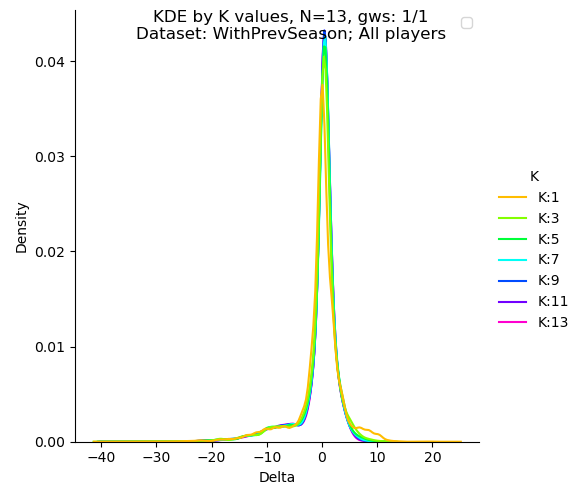 KDE by K values, N=13, gws: 1/1
Dataset: WithPrevSeason; All players
0.04
0.03
0.02
0.01
0.00
Density
−40
−30
−20
−10
0
10
20
Delta
K
K:1
K:3
K:5
K:7
K:9
K:11
K:13